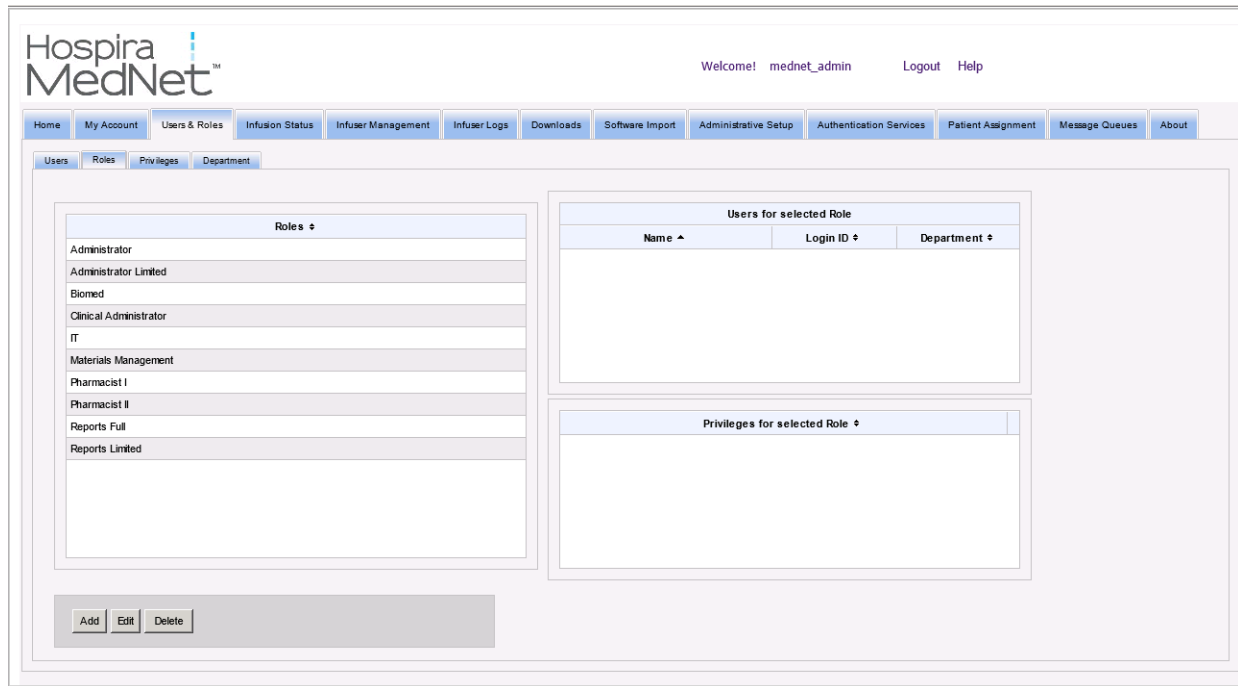 Hospira
MedNet™
Welcome! mednet_admin Logout Help
Home My Account Users & Roles Infusion Status Infuser Management Infuser Logs Downloads Software Import Administrative Setup Authentication Services Patient Assignment Message Queues About
Users Roles Privileges Department
Roles
Administrator
Administrator Limited
Biomed
Clinical Administrator
IT
Materials Management
Pharmacist I
Pharmacist II
Reports Full
Reports Limited
Users for selected Role
Name Login ID Department
Privileges for selected Role
Add Edit Delete